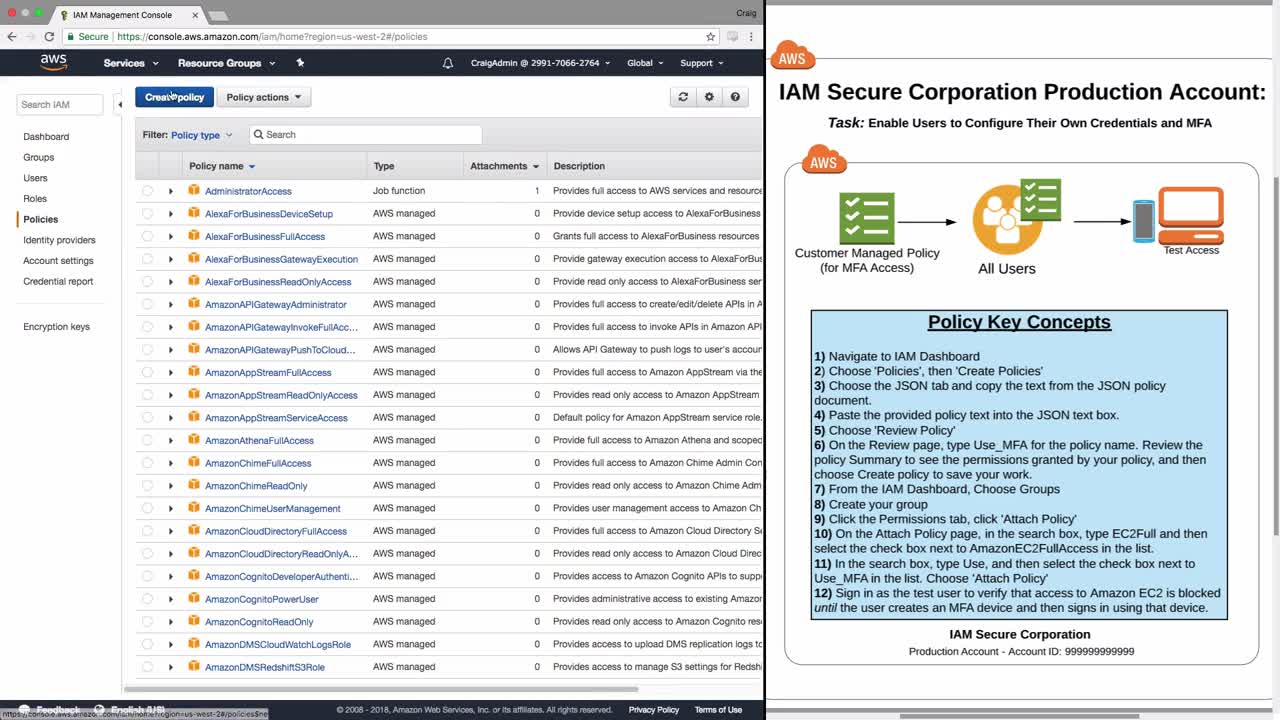 IAM Management Console
Craig
Secure
https://console.aws.amazon.com/iam/home?region=us-west-2#/policies
aws
Services
Resource Groups
CraigAdmin @ 2991-7066-2764
Global
Support
Search IAM
Dashboard
Groups
Users
Roles
Policies
Identity providers
Account settings
Credential report
Encryption keys
Create policy
Policy actions
Filter: Policy type
Search
Policy name
Type
Attachments
Description
AdministratorAccess
Job function
1
Provides full access to AWS services and resource
AlexaForBusinessDeviceSetup
AWS managed
0
Provide device setup access to AlexaForBusiness
AlexaForBusinessFullAccess
AWS managed
0
Grants full access to AlexaForBusiness resources
AlexaForBusinessGatewayExecution
AWS managed
0
Provide gateway execution access to AlexaForBus
AlexaForBusinessReadOnlyAccess
AWS managed
0
Provide read only access to AlexaForBusiness
AmazonAPIGatewayAdministrator
AWS managed
0
Provides full access to create/edit/delete APIs in A
AmazonAPIGatewayInvokeFullAcc...
AWS managed
0
Provides full access to invoke APIs in Amazon API
AmazonAPIGatewayPushToCloud...
AWS managed
0
Allows API Gateway to push logs to user's accoun
AmazonAppStreamFullAccess
AWS managed
0
Provides full access to Amazon AppStream via the
AmazonAppStreamReadOnlyAccess
AWS managed
0
Provides read only access to Amazon AppStream
AmazonAppStreamServiceAccess
AWS managed
0
Default policy for Amazon AppStream service role.
AmazonAthenaFullAccess
AWS managed
0
Provide full access to Amazon Athena and scoped
AmazonChimeFullAccess
AWS managed
0
Provides full access to Amazon Chime Admin Con
AmazonChimeReadOnly
AWS managed
0
Provides read only access to Amazon Chime Adm
AmazonChimeUserManagement
AWS managed
0
Provides user management access to Amazon Ch
AmazonCloudDirectoryFullAccess
AWS managed
0
Provides full access to Amazon Cloud Directory Se
AmazonCloudDirectoryReadOnlyA...
AWS managed
0
Provides read only access to Amazon Cloud Direc
AmazonCognitoDeveloperAuthenti...
AWS managed
0
Provides access to Amazon Cognito APIs to supp
AmazonCognitoPowerUser
AWS managed
0
Provides administrative access to existing Amazon
AmazonCognitoReadOnly
AWS managed
0
Provides read only access to Amazon Cognito res
AmazonDMSCloudWatchLogsRole
AWS managed
0
Provides access to upload DMS replication logs to
AmazonDMSRedshiftS3Role
AWS managed
0
Provides access to manage S3 settings for Redsh
Feedback
English (US)
https://console.aws.amazon.com/iam/home?region=us-west-2#/policies$ne
© 2008 - 2018, Amazon Web Services, Inc. or its affiliates. All rights reserved.
Privacy Policy
Terms of Use
AWS
IAM Secure Corporation Production Account:
Task: Enable Users to Configure Their Own Credentials and MFA
AWS
Customer Managed Policy
(for MFA Access)
All Users
Test Access
Policy Key Concepts
1) Navigate to IAM Dashboard
2) Choose 'Policies', then 'Create Policies'
3) Choose the JSON tab and copy the text from the JSON policy
document.
4) Paste the provided policy text into the JSON text box.
5) Choose 'Review Policy'
6) On the Review page, type Use_MFA for the policy name. Review the
policy Summary to see the permissions granted by your policy, and then
choose Create policy to save your work.
7) From the IAM Dashboard, Choose Groups
8) Create your group
9) Click the Permissions tab, click 'Attach Policy'
10) On the Attach Policy page, in the search box, type EC2Full and then
select the check box next to AmazonEC2FullAccess in the list.
11) In the search box, type Use, and then select the check box next to
Use_MFA in the list. Choose 'Attach Policy'
12) Sign in as the test user to verify that access to Amazon EC2 is blocked
until the user creates an MFA device and then signs in using that device.
IAM Secure Corporation
Production Account - Account ID: 999999999999